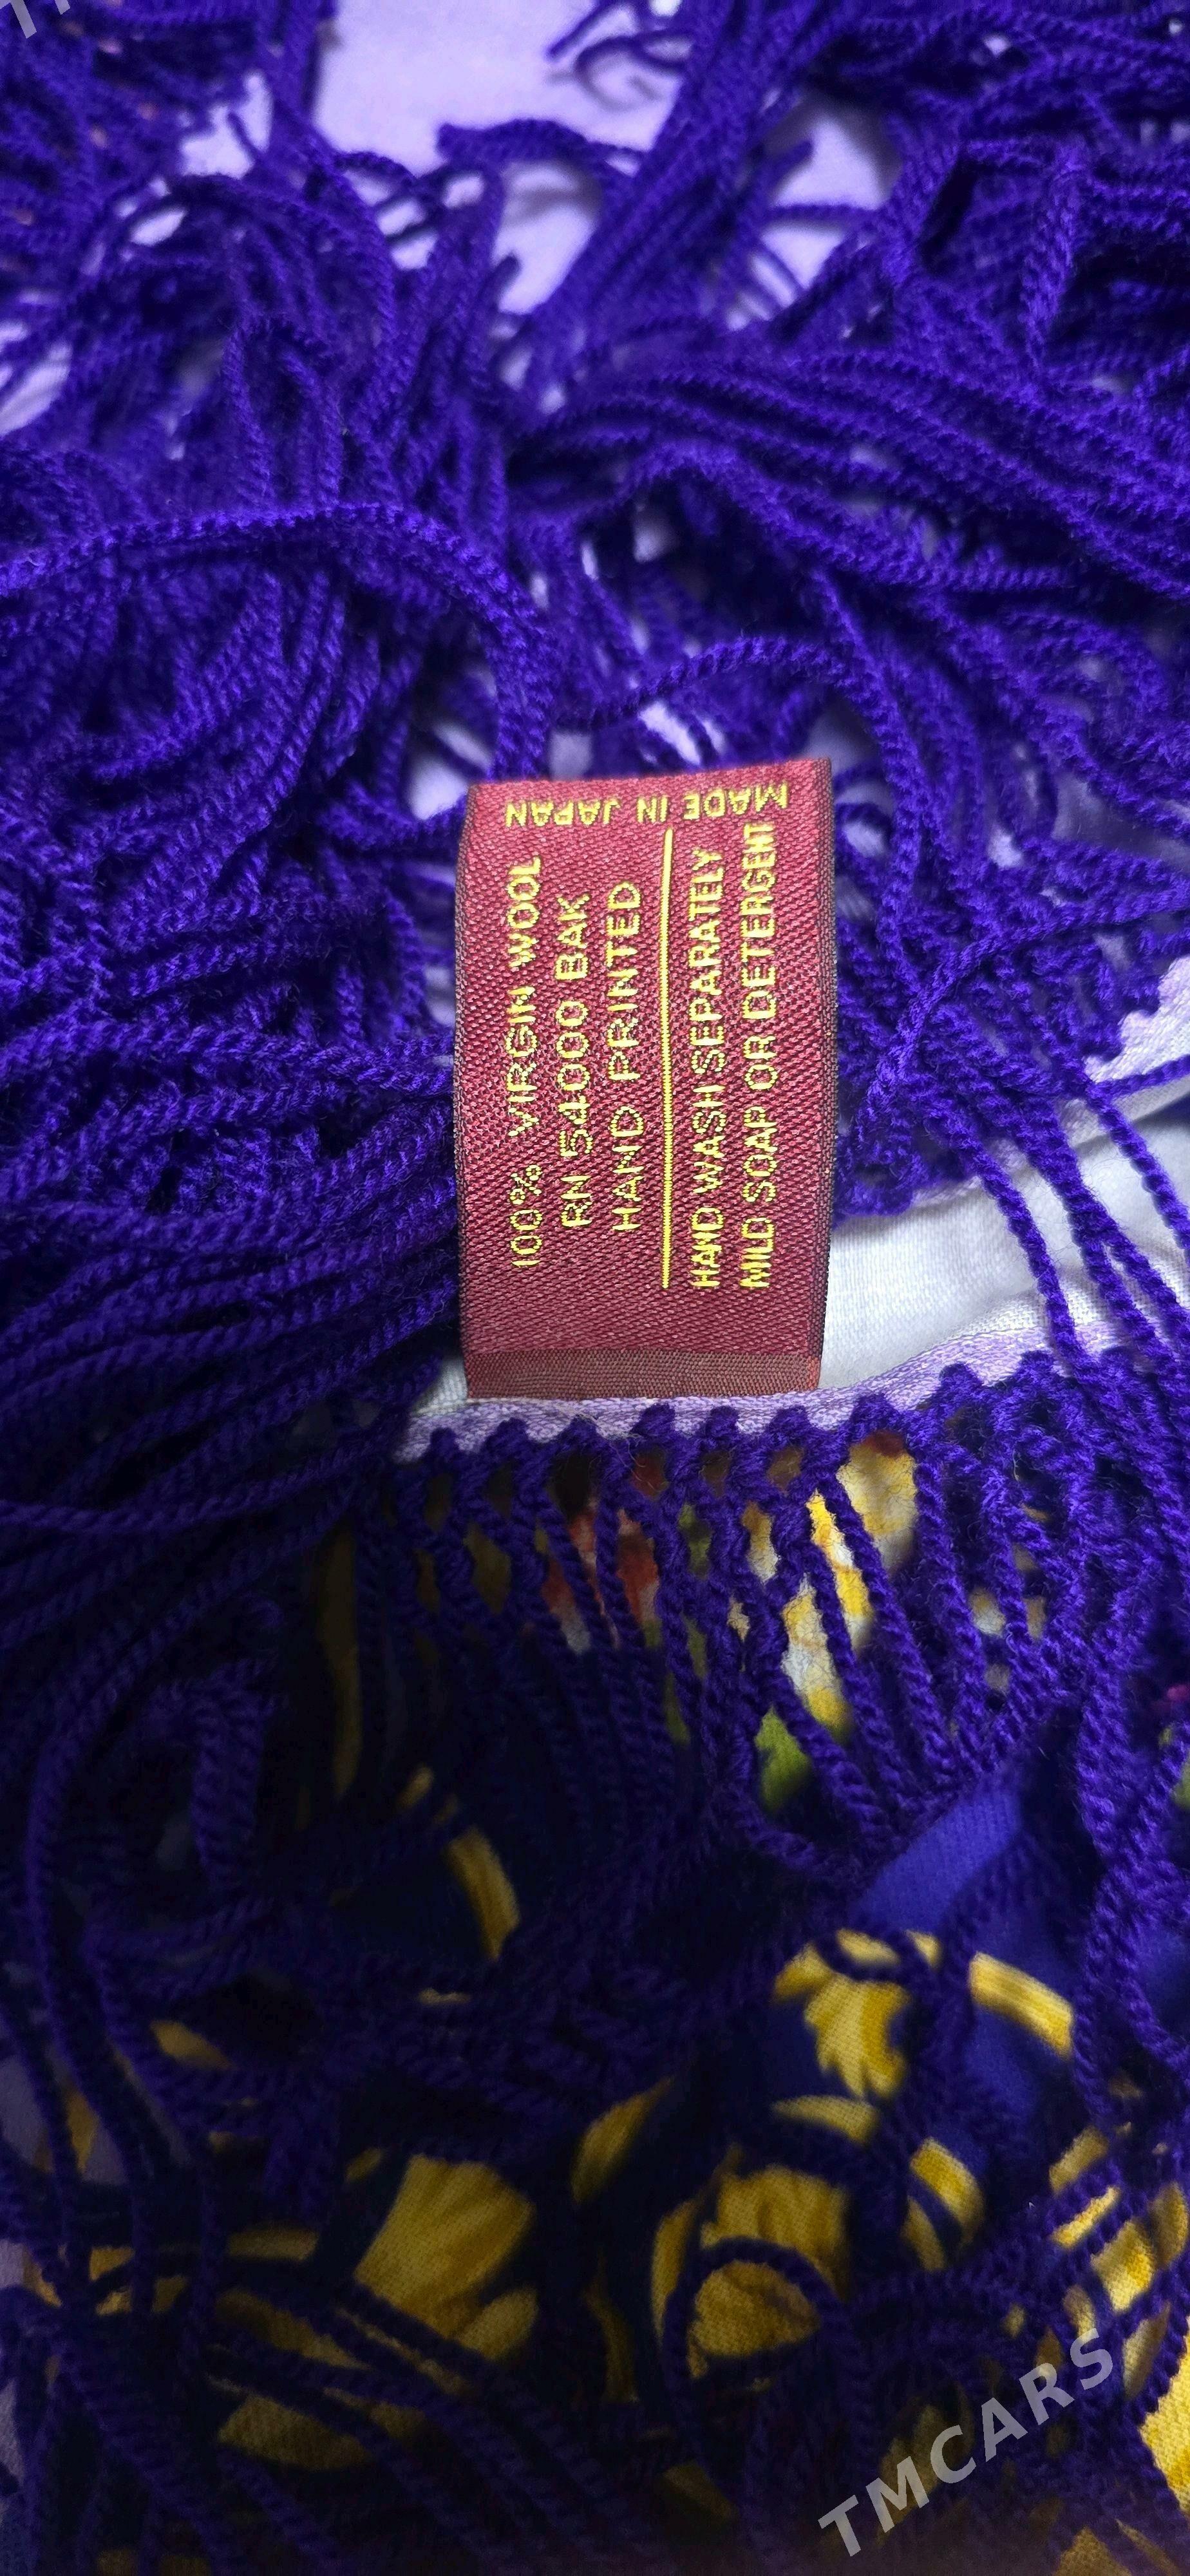 100% VIRGIN WOOL
RN 54000 BAK
HAND PRINTED
HAND WASH SEPARATELY
MILD SOAP OR DETERGENT
MADE IN JAPAN
TMCARS